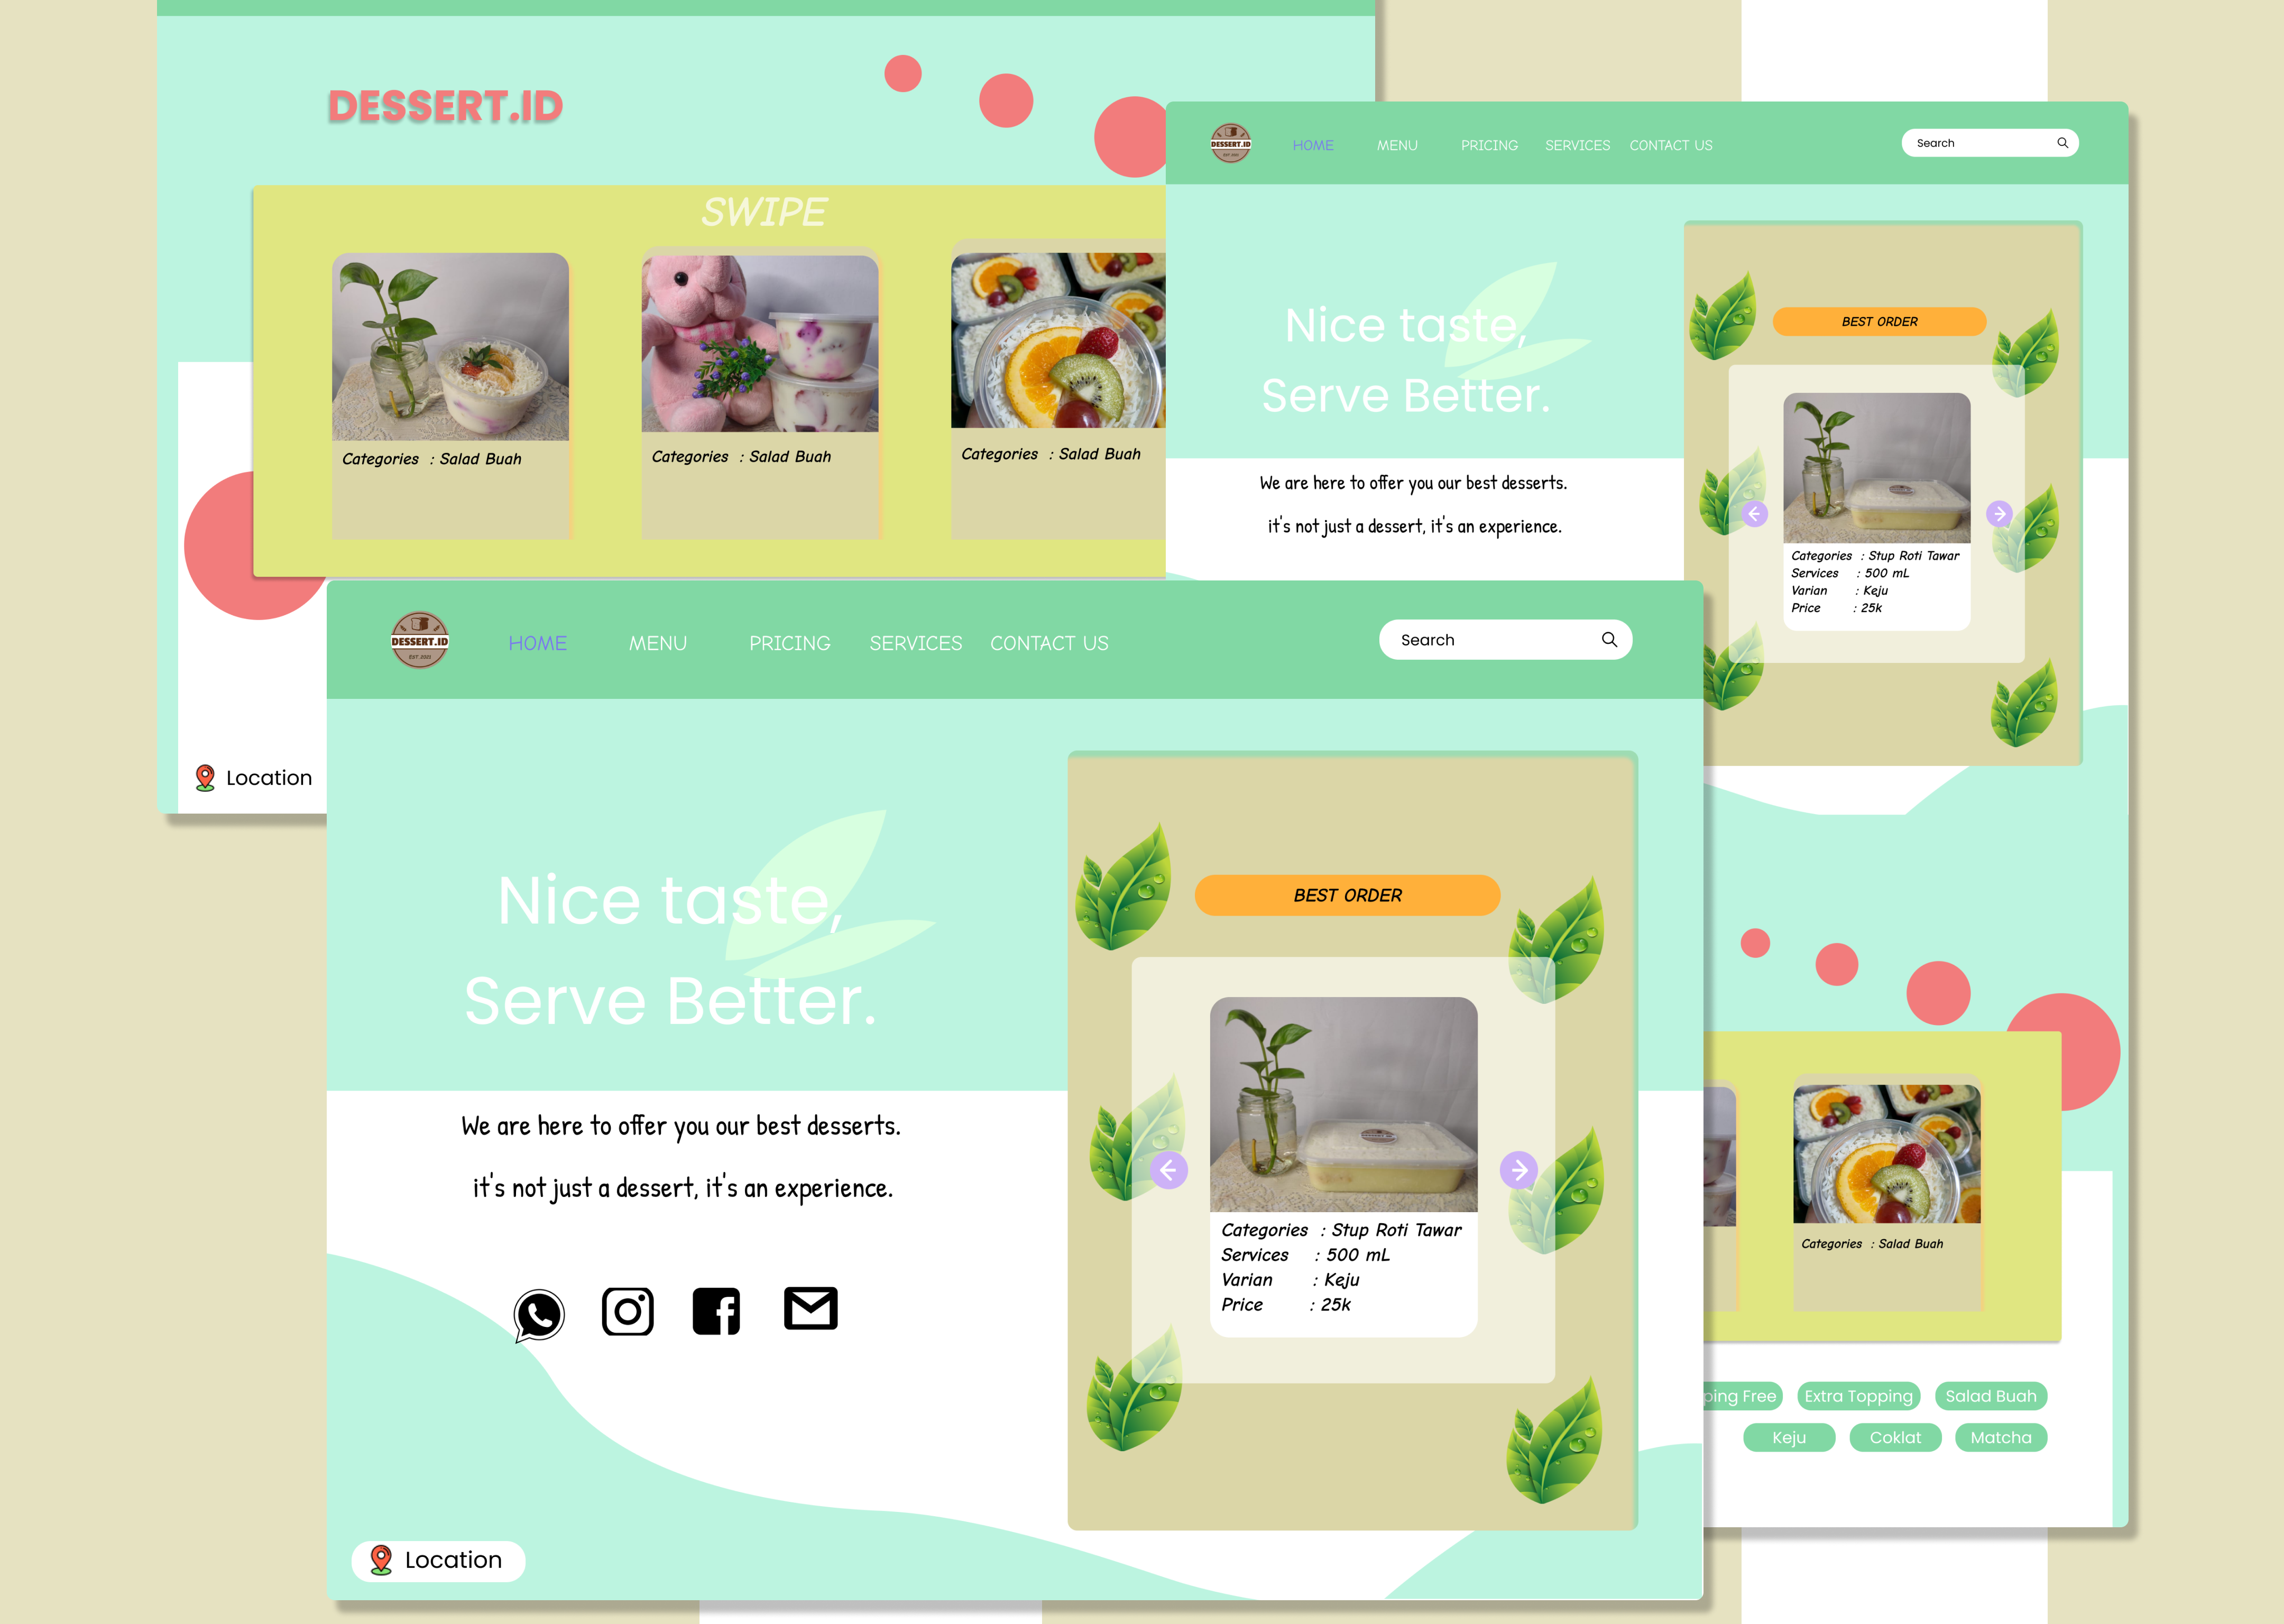 DESSERT.ID
SWIPE
Categories : Salad Buah
Categories : Salad Buah
Categories : Salad Buah
Location
DESSERT.ID
EST 2021
HOME MENU PRICING SERVICES CONTACT US
Search
Nice taste,
Serve Better.
We are here to offer you our best desserts.
it's not just a dessert, it's an experience.
BEST ORDER
Categories : Stup Roti Tawar
Services : 500 mL
Varian : Keju
Price : 25k
DESSERT.ID
EST 2021
HOME MENU PRICING SERVICES CONTACT US
Search
Nice taste,
Serve Better.
We are here to offer you our best desserts.
it's not just a dessert, it's an experience.
Location
BEST ORDER
Categories : Stup Roti Tawar
Services : 500 mL
Varian : Keju
Price : 25k
Categories : Salad Buah
ping Free Extra Topping Salad Buah
Keju Coklat Matcha